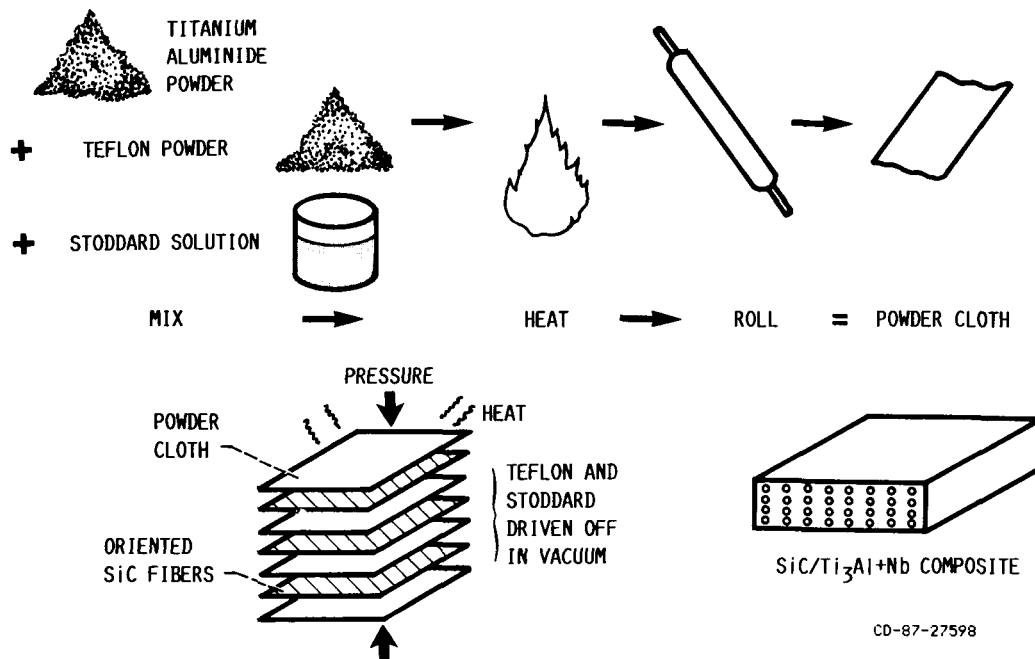 TITANIUM
ALUMINIDE
POWDER
+ TEFLON POWDER
+ STODDARD SOLUTION
MIX HEAT ROLL = POWDER CLOTH
PRESSURE
HEAT
POWDER
CLOTH
TEFLON AND
STODDARD
DRIVEN OFF
IN VACUUM
ORIENTED
SiC FIBERS
SiC/Ti₃Al+Nb COMPOSITE
CD-87-27598